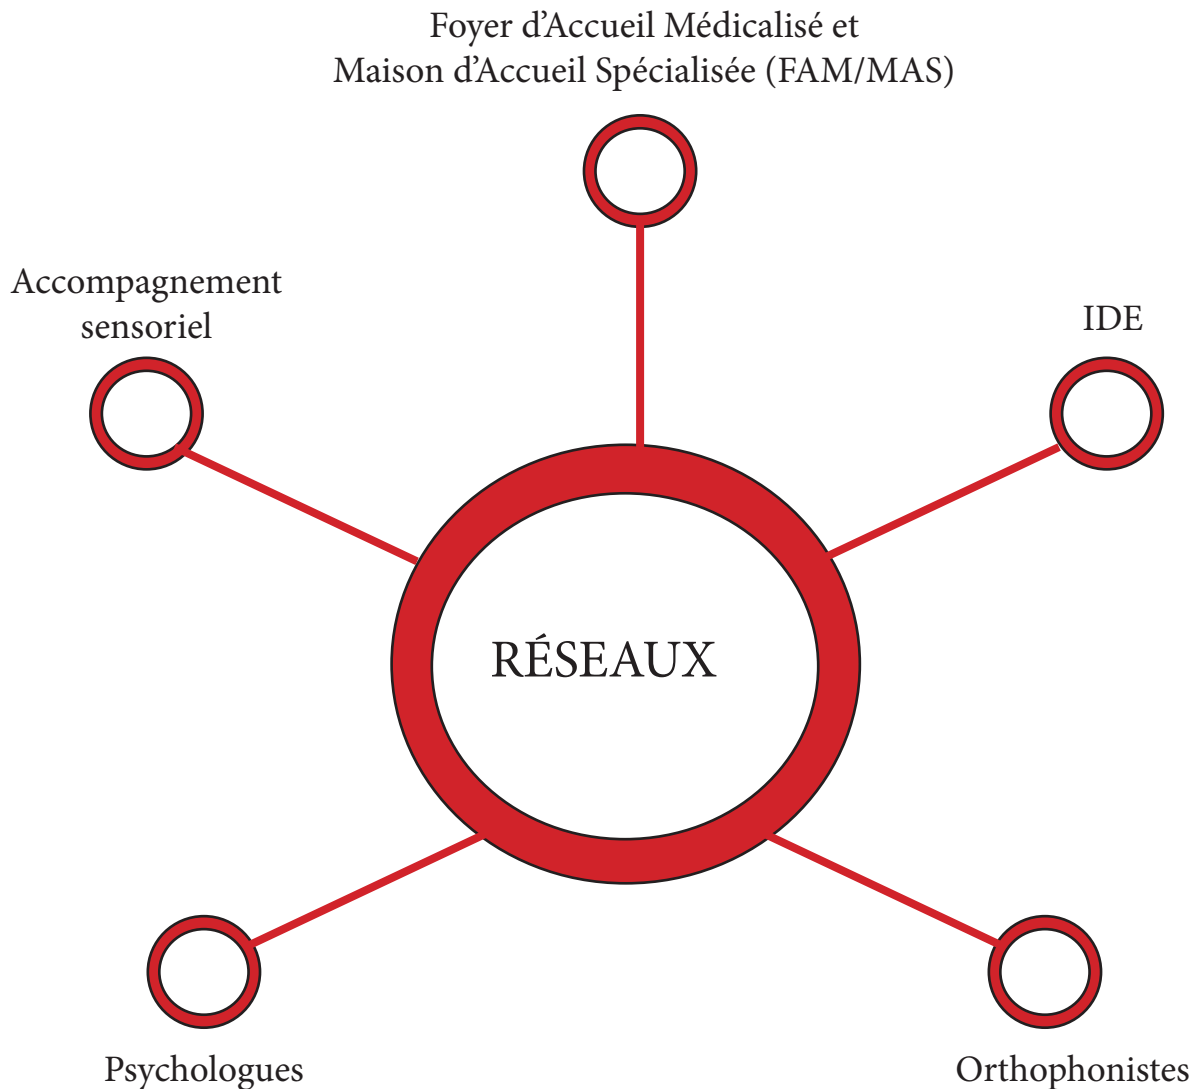 Foyer d'Accueil Médicalisé et
Maison d'Accueil Spécialisée (FAM/MAS)
Accompagnement
sensoriel
IDE
RÉSEAUX
Psychologues
Orthophonistes